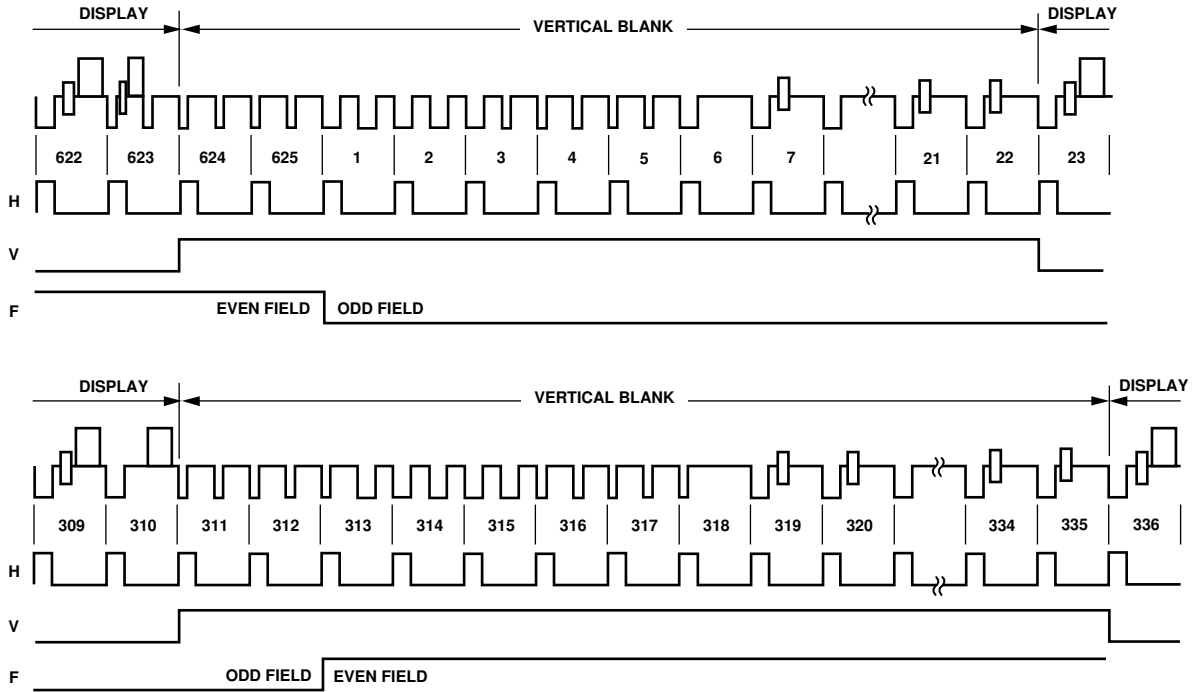 DISPLAY VERTICAL BLANK DISPLAY
622 623 624 625 1 2 3 4 5 6 7 21 22 23
H
V
F EVEN FIELD ODD FIELD
DISPLAY VERTICAL BLANK DISPLAY
309 310 311 312 313 314 315 316 317 318 319 320 334 335 336
H
V
F ODD FIELD EVEN FIELD